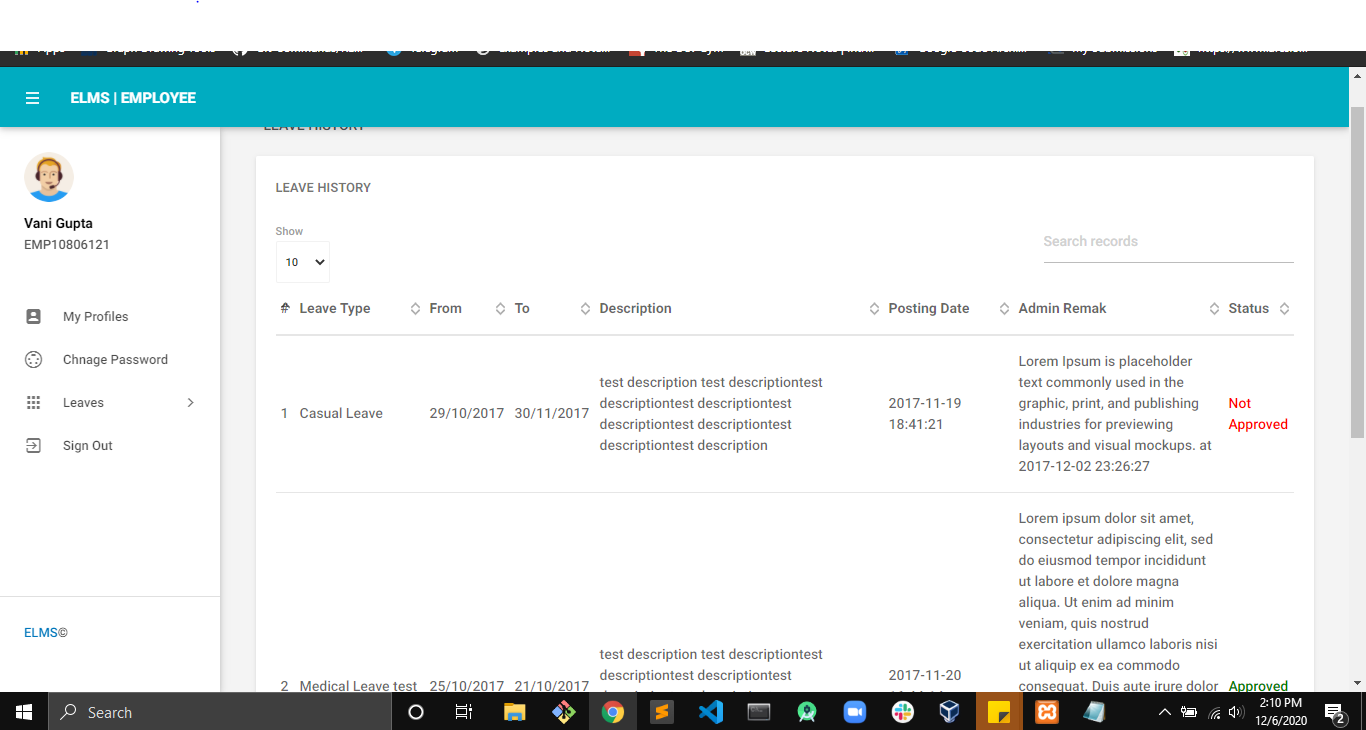 ELMS | EMPLOYEE
LEAVE HISTORY
Vani Gupta
EMP10806121
My Profiles
Chnage Password
Leaves
Sign Out
ELMS©
LEAVE HISTORY
Show
10
Search records
# Leave Type From To Description Posting Date Admin Remak Status
1 Casual Leave 29/10/2017 30/11/2017
test description test descriptiontest
descriptiontest descriptiontest
descriptiontest descriptiontest
descriptiontest description
2017-11-19
18:41:21
Lorem Ipsum is placeholder
text commonly used in the
graphic, print, and publishing
industries for previewing
layouts and visual mockups. at
2017-12-02 23:26:27
Not
Approved
2 Medical Leave test 25/10/2017 21/10/2017
test description test descriptiontest
descriptiontest descriptiontest
2017-11-20
Lorem ipsum dolor sit amet,
consectetur adipiscing elit, sed
do eiusmod tempor incididunt
ut labore et dolore magna
aliqua. Ut enim ad minim
veniam, quis nostrud
exercitation ullamco laboris nisi
ut aliquip ex ea commodo
consequat. Duis aute irure dolor
Approved
Search
2:10 PM
12/6/2020
2